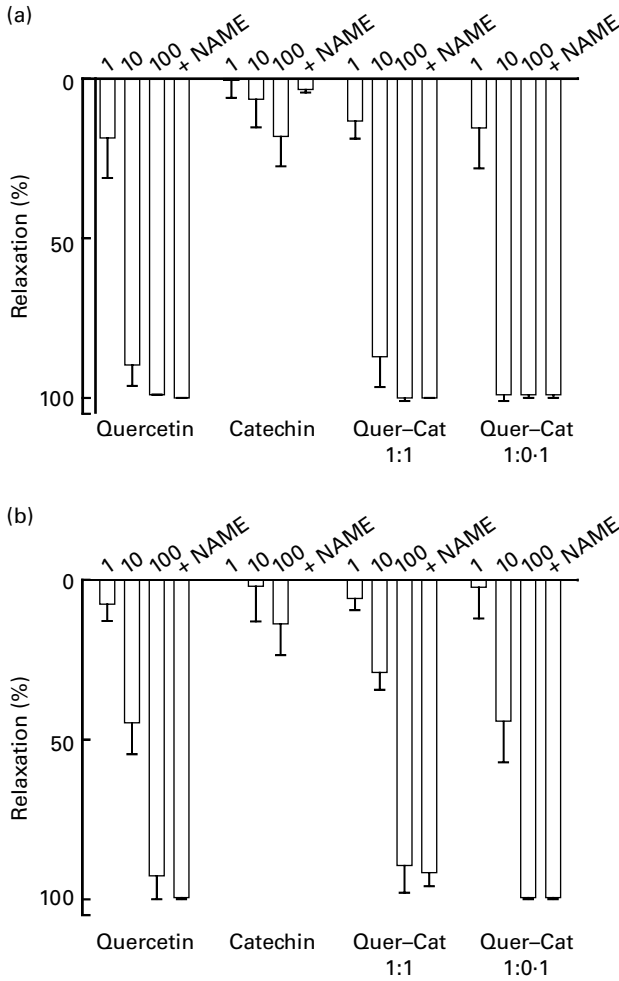 (a)
1 10 100 + NAME 1 10 100 + NAME 1 10 100 + NAME 1 10 100 + NAME
0
50
100
Relaxation (%)
Quercetin Catechin Quer–Cat Quer–Cat
1:1 1:0·1
(b)
1 10 100 + NAME 1 10 100 + NAME 1 10 100 + NAME 1 10 100 + NAME
0
50
100
Relaxation (%)
Quercetin Catechin Quer–Cat Quer–Cat
1:1 1:0·1